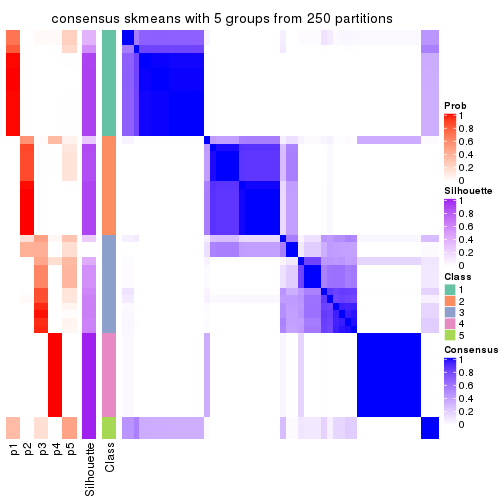 consensus skmeans with 5 groups from 250 partitions
Prob
1
0.8
0.6
0.4
0.2
0
Silhouette
1
0.8
0.6
0.4
0.2
0
Class
1
2
3
4
5
Consensus
1
0.8
0.6
0.4
0.2
0
p1
p2
p3
p4
p5
Silhouette
Class